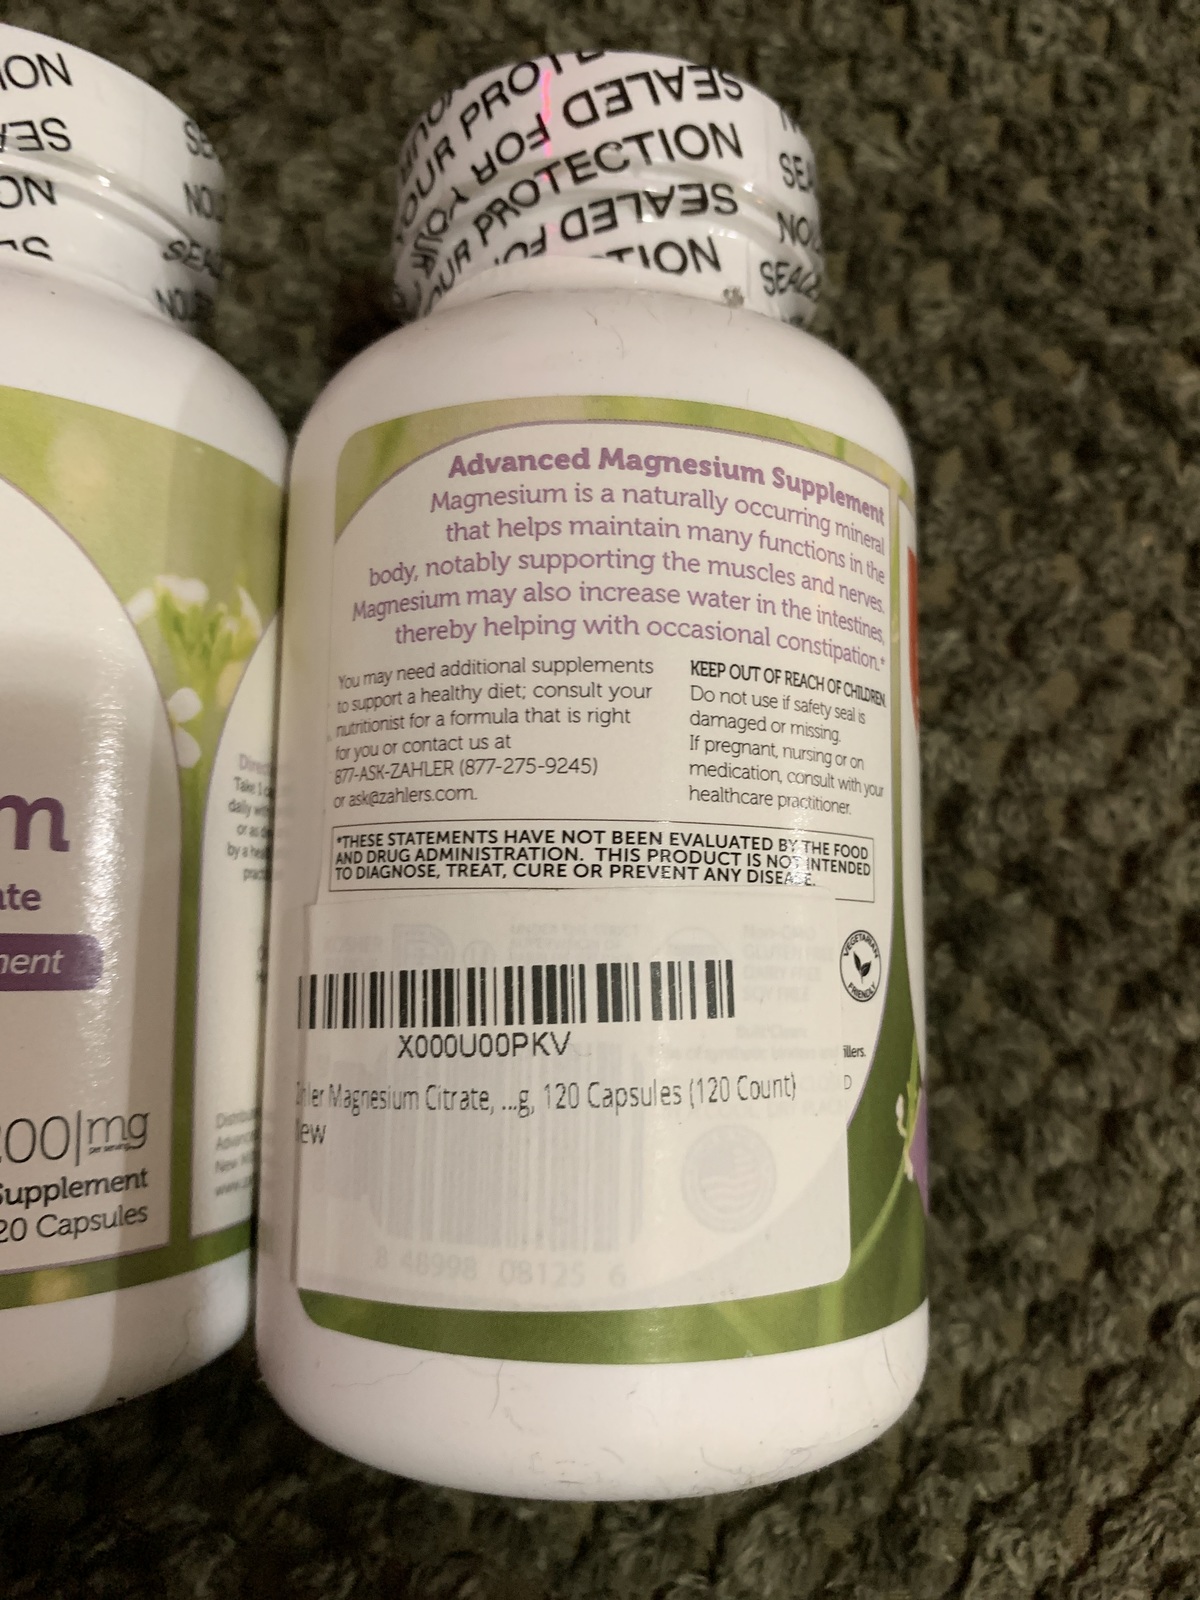 SEALED
PROTECTION
SEALED
Advanced Magnesium Supplement
Magnesium is a naturally occurring mineral
that helps maintain many functions in the
body, notably supporting the muscles and nerves.
Magnesium may also increase water in the intestines,
thereby helping with occasional constipation.*
You may need additional supplements
to support a healthy diet; consult your
nutritionist for a formula that is right
for you or contact us at
877-ASK-ZAHLER (877-275-9245)
or ask@zahlers.com.
KEEP OUT OF REACH OF CHILDREN
Do not use if safety seal is
damaged or missing.
If pregnant, nursing or on
medication, consult with your
healthcare practitioner.
*THESE STATEMENTS HAVE NOT BEEN EVALUATED BY THE FOOD
AND DRUG ADMINISTRATION. THIS PRODUCT IS NOT INTENDED
TO DIAGNOSE, TREAT, CURE OR PREVENT ANY DISEASE.
VEGETARIAN
FRIENDLY
X000U00PKV
Magnesium Citrate, ...g, 120 Capsules (120 Count)
8 48998 08125 6
mg
per serving
Supplement
Capsules